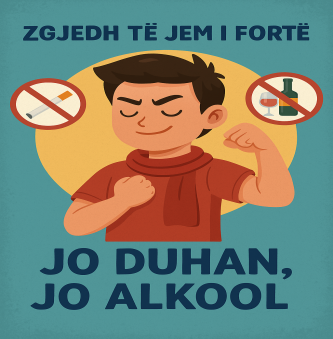 ZGJEDH TË JEM I FORTË
JO DUHAN,
JO ALKOOL